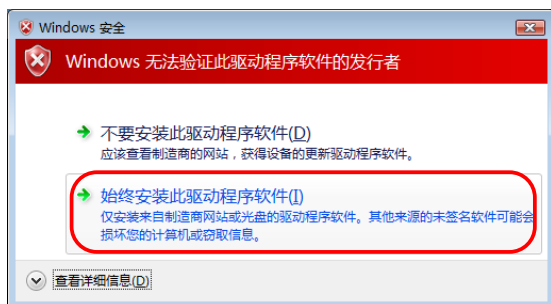 Windows 安全
Windows 无法验证此驱动程序软件的发行者
不要安装此驱动程序软件(D)
应该查看制造商的网站，获得设备的更新驱动程序软件。
始终安装此驱动程序软件(I)
仅安装来自制造商网站或光盘的驱动程序软件。其他来源的未签名软件可能会
损坏您的计算机或窃取信息。
查看详细信息(D)